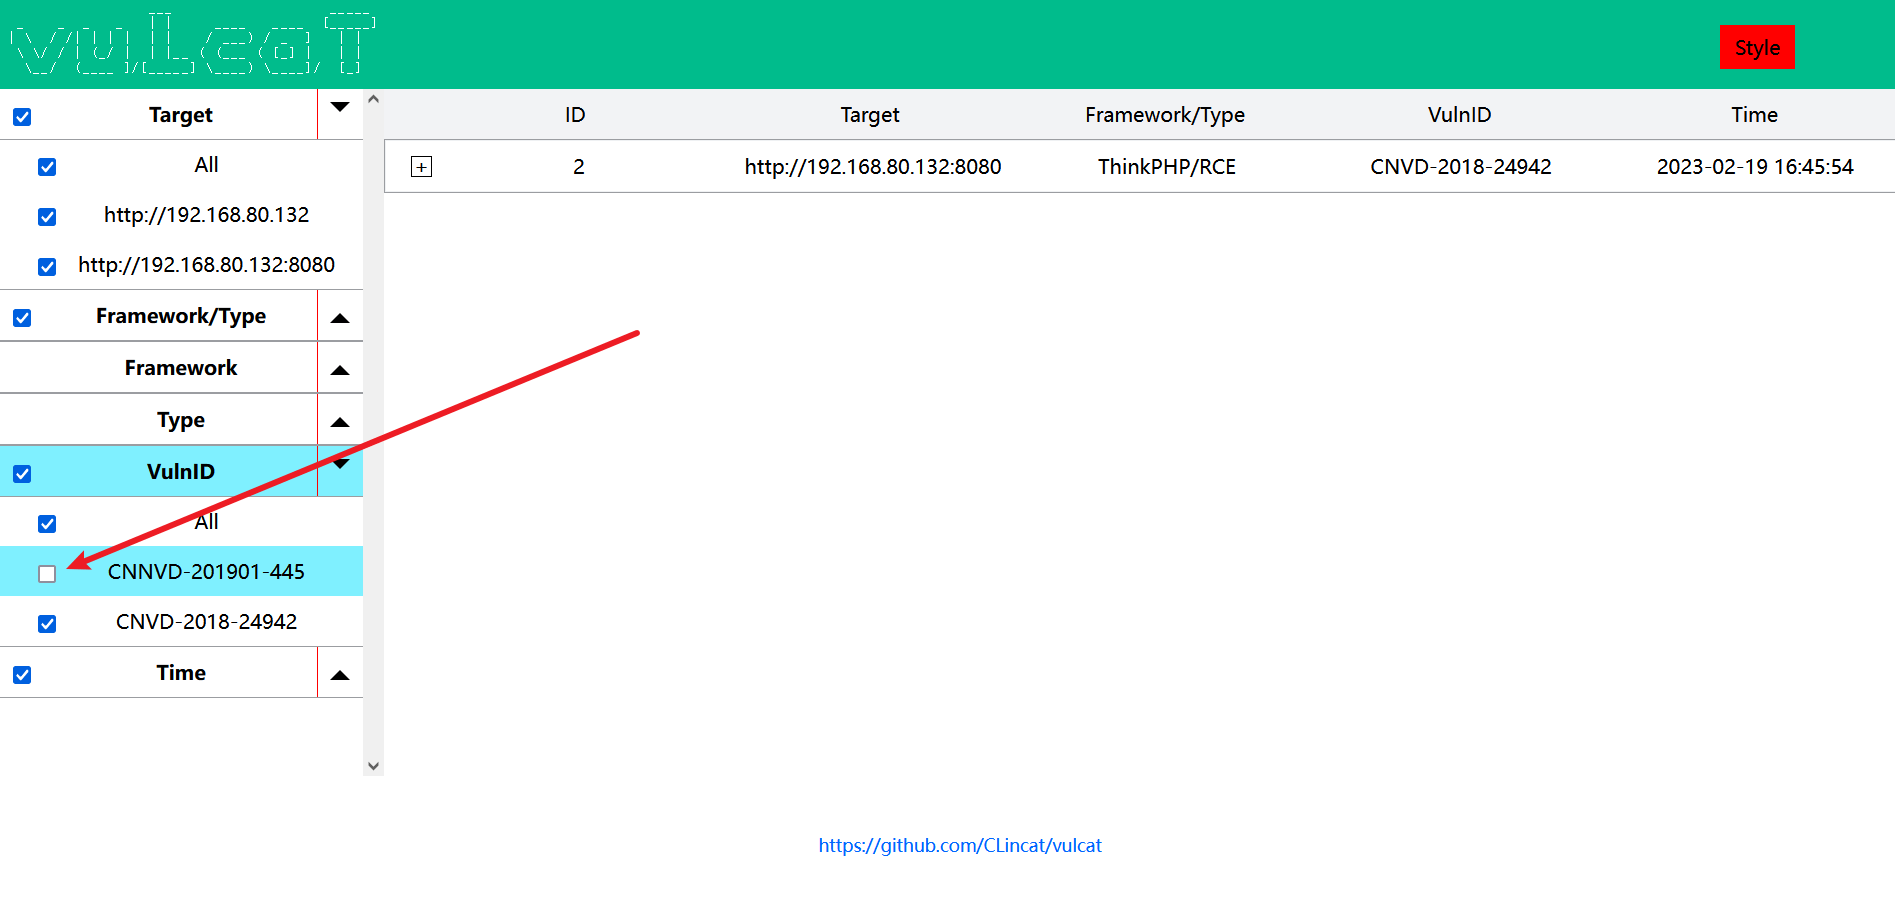 vulcat
Style
Target
All
http://192.168.80.132
http://192.168.80.132:8080
Framework/Type
Framework
Type
VulnID
All
CNNVD-201901-445
CNVD-2018-24942
Time
ID Target Framework/Type VulnID Time
+ 2 http://192.168.80.132:8080 ThinkPHP/RCE CNVD-2018-24942 2023-02-19 16:45:54
https://github.com/CLincat/vulcat